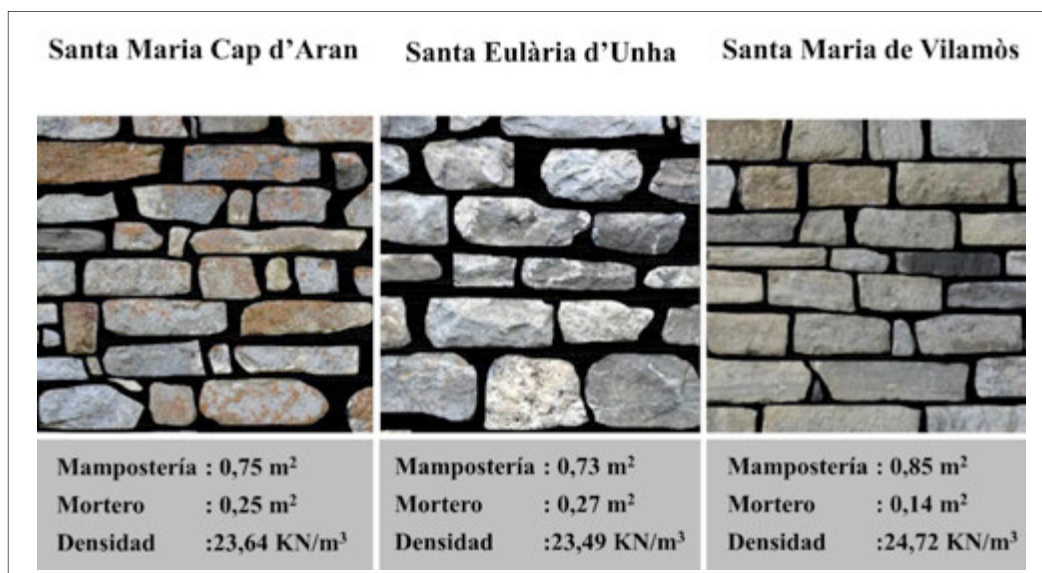 Santa Maria Cap d’Aran
Santa Eulària d’Unha
Santa Maria de Vilamòs
Mampostería : 0,75 m²
Mortero : 0,25 m²
Densidad :23,64 KN/m³
Mampostería : 0,73 m²
Mortero : 0,27 m²
Densidad :23,49 KN/m³
Mampostería : 0,85 m²
Mortero : 0,14 m²
Densidad :24,72 KN/m³